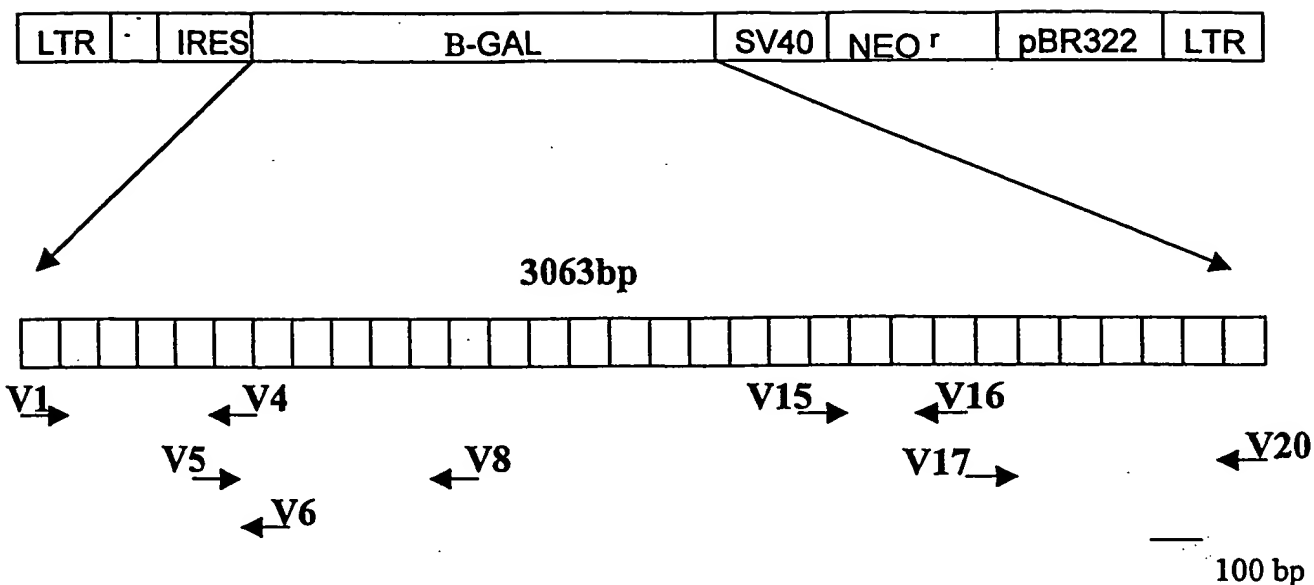 LTR IRES B-GAL SV40 NEO r pBR322 LTR
3063bp
V1 V4 V15 V16
V5 V8 V17 V20
V6
100 bp